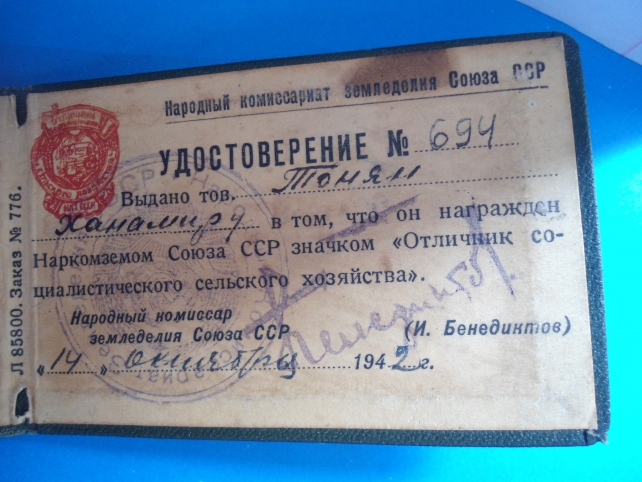 Народный комиссариат земледелия Союза ССР
УДОСТОВЕРЕНИЕ № 694
Выдано тов. Тонян
Ханамиру в том, что он награжден
Наркомземом Союза ССР значком «Отличник со-
циалистического сельского хозяйства».
Народный комиссар
земледелия Союза ССР (И. Бенедиктов)
„14" октября 1942 г.
Л 85800. Заказ № 776.